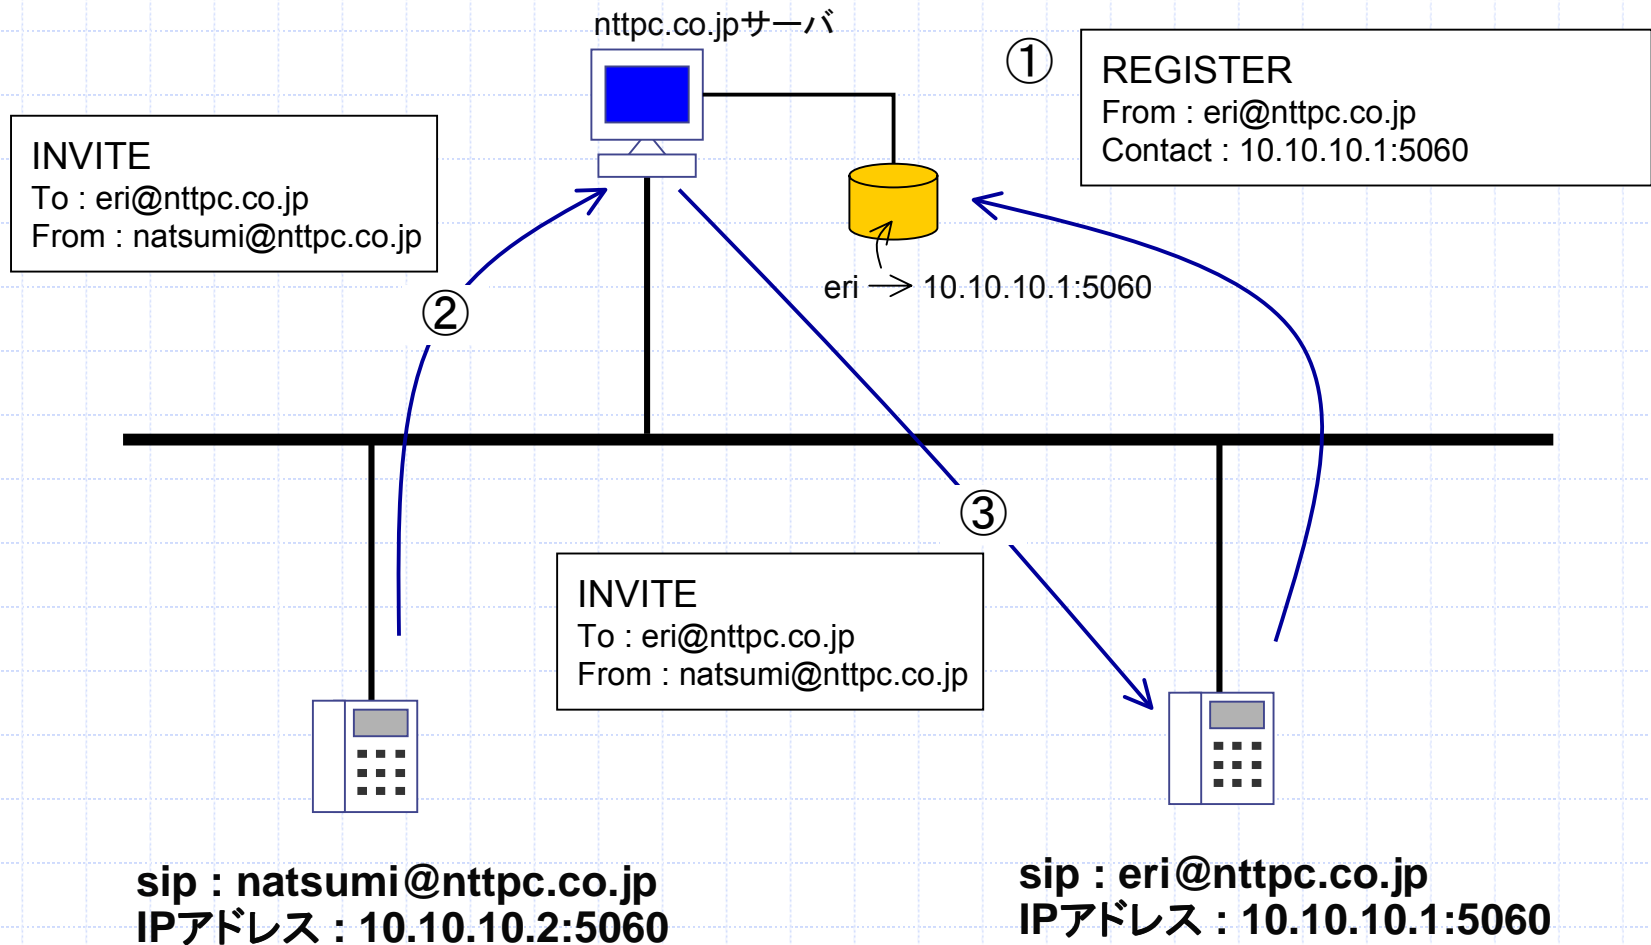 nttpc.co.jpサーバ
①
REGISTER
From : eri@nttpc.co.jp
Contact : 10.10.10.1:5060
INVITE
To : eri@nttpc.co.jp
From : natsumi@nttpc.co.jp
②
eri → 10.10.10.1:5060
③
INVITE
To : eri@nttpc.co.jp
From : natsumi@nttpc.co.jp
sip : natsumi@nttpc.co.jp
IPアドレス : 10.10.10.2:5060
sip : eri@nttpc.co.jp
IPアドレス : 10.10.10.1:5060